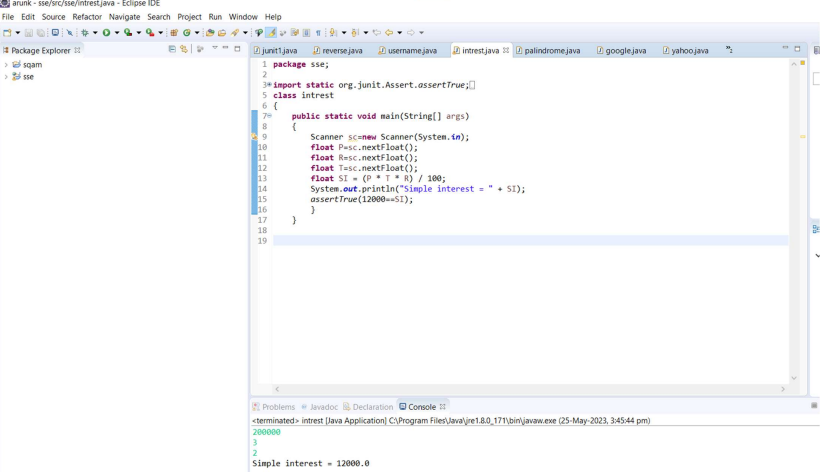 arunk - sse/src/sse/intrest.java - Eclipse IDE
File Edit Source Refactor Navigate Search Project Run Window Help
Package Explorer
junit1.java reverse.java username.java intrest.java palindrome.java google.java yahoo.java
sqam
sse
1 package sse;
2
3 import static org.junit.Assert.assertTrue;
5 class intrest
6 {
7 public static void main(String[] args)
8 {
9 Scanner sc=new Scanner(System.in);
10 float P=sc.nextFloat();
11 float R=sc.nextFloat();
12 float T=sc.nextFloat();
13 float SI = (P * T * R) / 100;
14 System.out.println("Simple interest = " + SI);
15 assertTrue(12000==SI);
16 }
17 }
18
19
Problems Javadoc Declaration Console
<terminated> intrest [Java Application] C:\Program Files\Java\jre1.8.0_171\bin\javaw.exe (25-May-2023, 3:45:44 pm)
200000
3
2
Simple interest = 12000.0